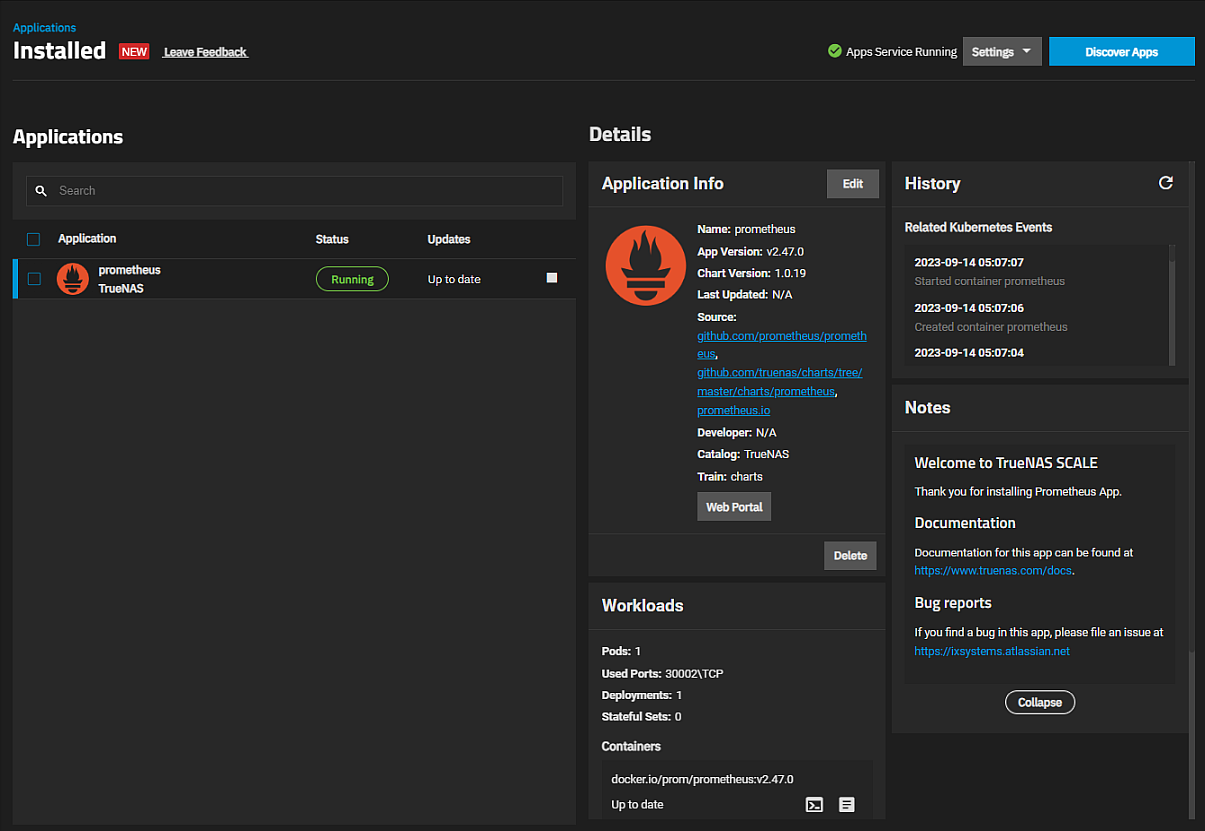 Applications
Installed NEW Leave Feedback
Apps Service Running Settings Discover Apps
Applications
Search
Application Status Updates
prometheus
TrueNAS
Running Up to date
Details
Application Info Edit
Name: prometheus
App Version: v2.47.0
Chart Version: 1.0.19
Last Updated: N/A
Source:
github.com/prometheus/prometh
eus,
github.com/truenas/charts/tree/
master/charts/prometheus,
prometheus.io
Developer: N/A
Catalog: TrueNAS
Train: charts
Web Portal
Delete
Workloads
Pods: 1
Used Ports: 30002\TCP
Deployments: 1
Stateful Sets: 0
Containers
docker.io/prom/prometheus:v2.47.0
Up to date
History
Related Kubernetes Events
2023-09-14 05:07:07
Started container prometheus
2023-09-14 05:07:06
Created container prometheus
2023-09-14 05:07:04
Notes
Welcome to TrueNAS SCALE
Thank you for installing Prometheus App.
Documentation
Documentation for this app can be found at
https://www.truenas.com/docs.
Bug reports
If you find a bug in this app, please file an issue at
https://ixsystems.atlassian.net
Collapse